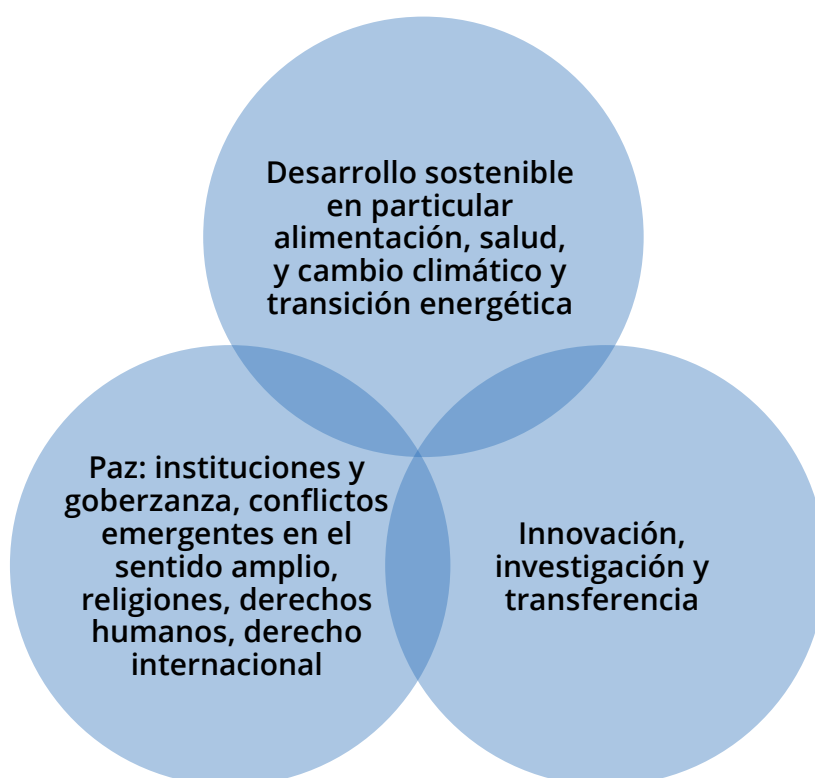 Desarrollo sostenible
en particular
alimentación, salud,
y cambio climático y
transición energética
Paz: instituciones y
goberzanza, conflictos
emergentes en el
sentido amplio,
religiones, derechos
humanos, derecho
internacional
Innovación,
investigación y
transferencia